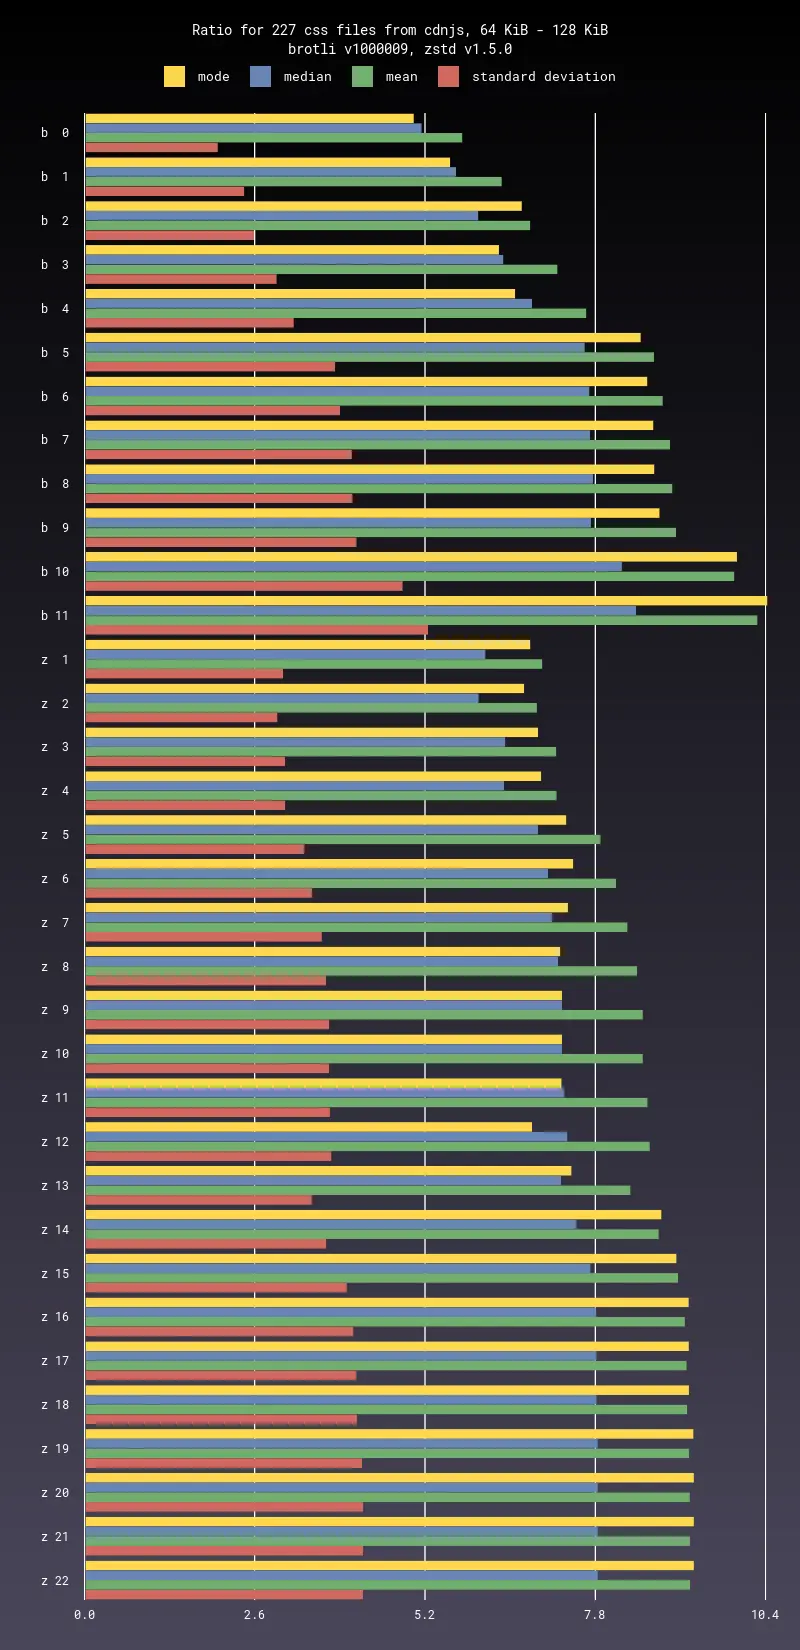 Ratio for 227 css files from cdnjs, 64 KiB - 128 KiB
brotli v1000009, zstd v1.5.0
mode median mean standard deviation
b 0
b 1
b 2
b 3
b 4
b 5
b 6
b 7
b 8
b 9
b 10
b 11
z 1
z 2
z 3
z 4
z 5
z 6
z 7
z 8
z 9
z 10
z 11
z 12
z 13
z 14
z 15
z 16
z 17
z 18
z 19
z 20
z 21
z 22
0.0 2.6 5.2 7.8 10.4